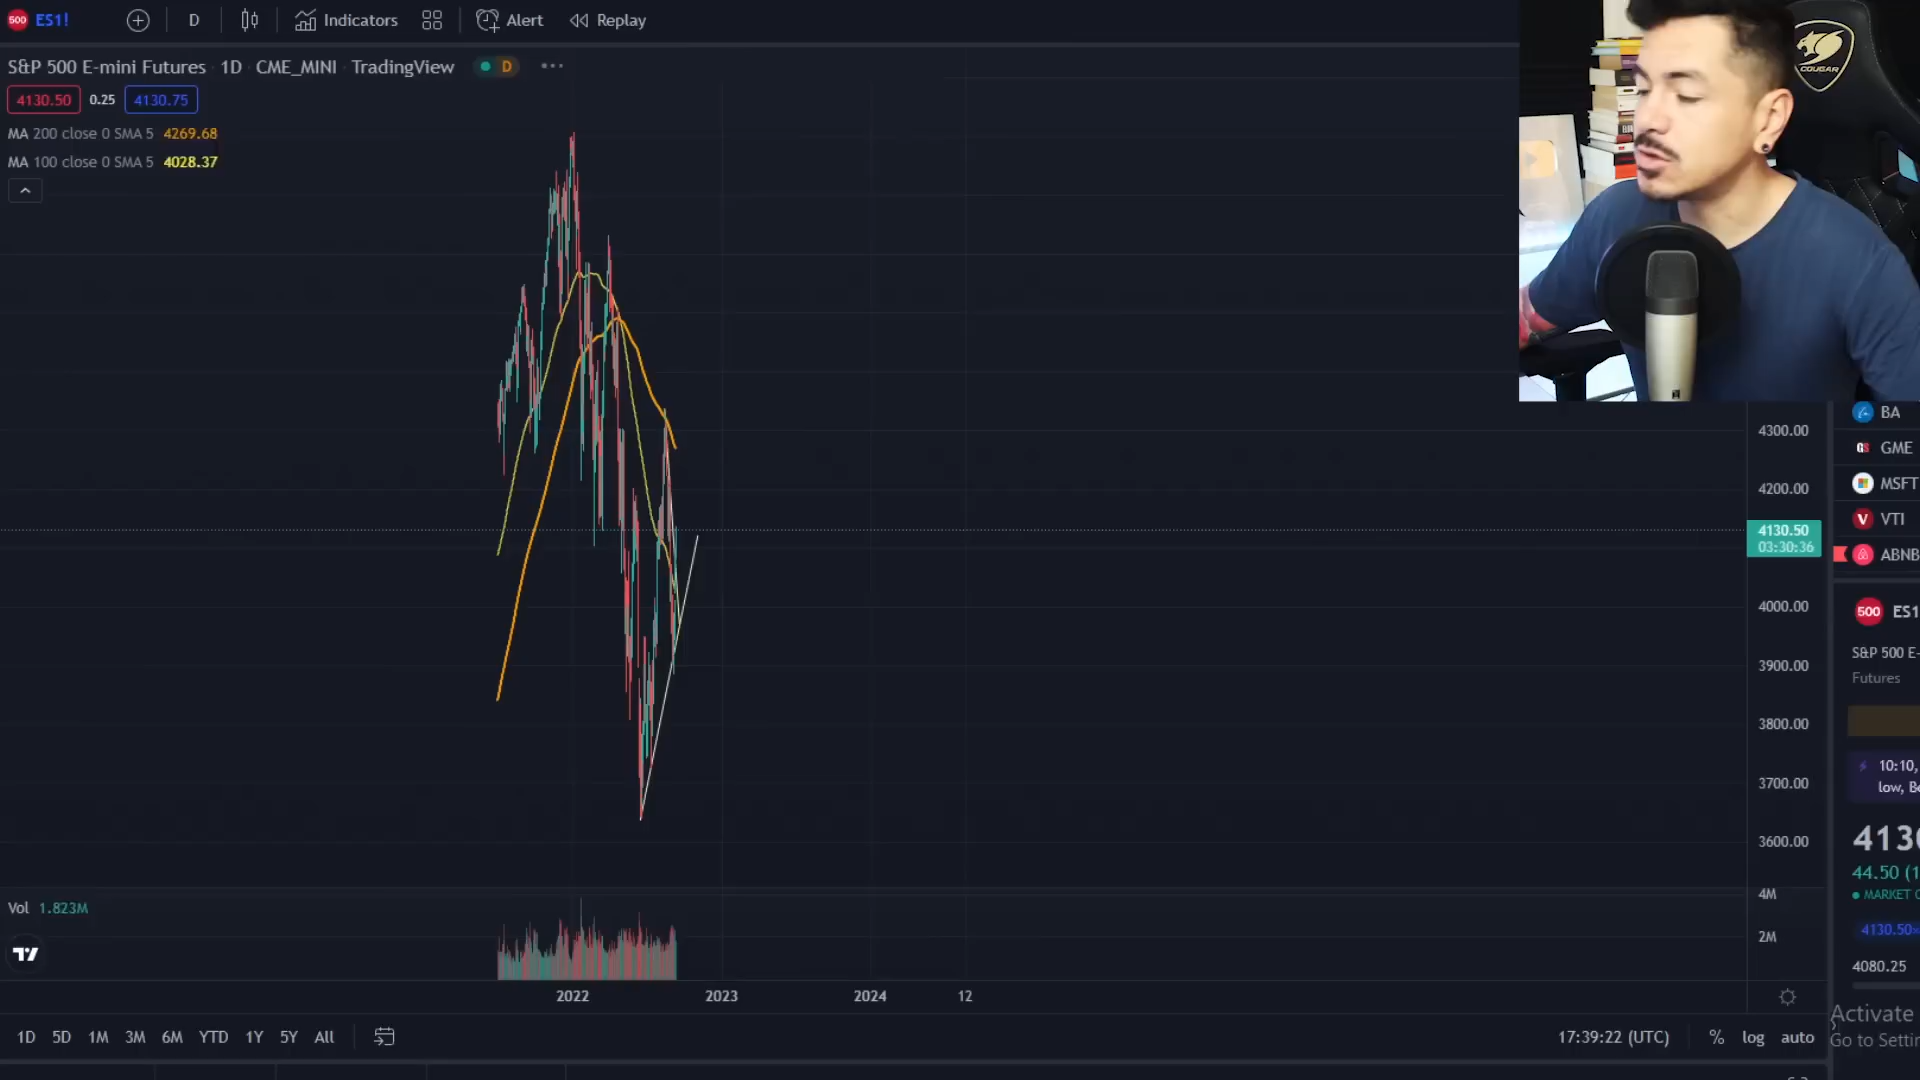 500 ES1! D Indicators Alert Replay
S&P 500 E-mini Futures · 1D · CME_MINI · TradingView D
4130.50 0.25 4130.75
MA 200 close 0 SMA 5 4269.68
MA 100 close 0 SMA 5 4028.37
COUGAR
4300.00
4200.00
4130.50
03:30:36
4000.00
3900.00
3800.00
3700.00
3600.00
4M
2M
Vol 1.823M
2022 2023 2024 12
1D 5D 1M 3M 6M YTD 1Y 5Y All
17:39:22 (UTC) % log auto
BA
GME
MSFT
VTI
ABNB
500 ES1
S&P 500 E-
Futures
10:10,
low, B
4130
44.50 (1
MARKET
4130.50×
4080.25
Activate
Go to Settin